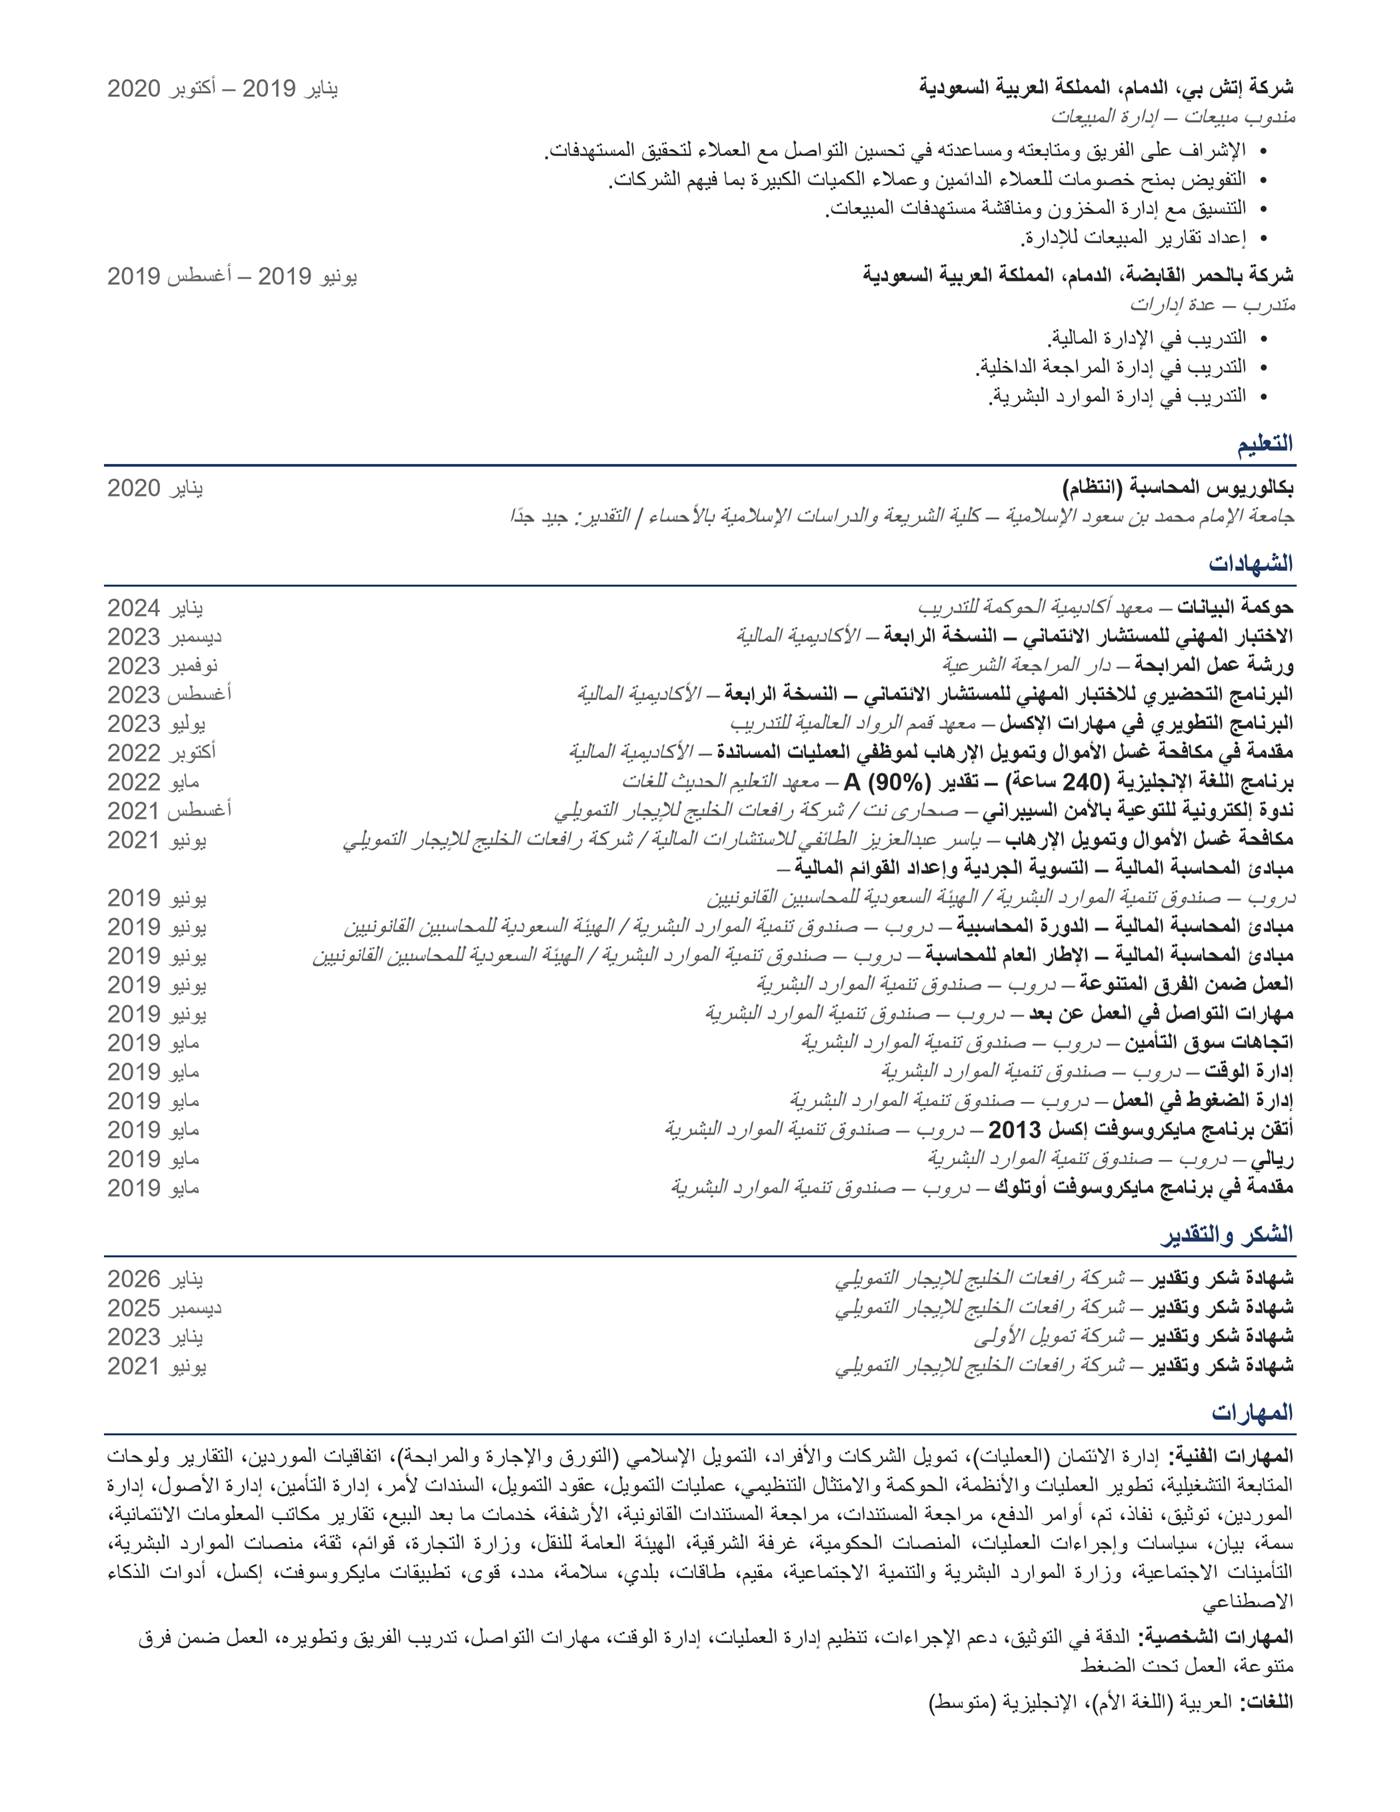 شركة إتش بي، الدمام، المملكة العربية السعودية يناير 2019 – أكتوبر 2020
مندوب مبيعات – إدارة المبيعات
• الإشراف على الفريق ومتابعته ومساعدته في تحسين التواصل مع العملاء لتحقيق المستهدفات.
• التفويض بمنح خصومات للعملاء الدائمين وعملاء الكميات الكبيرة بما فيهم الشركات.
• التنسيق مع إدارة المخزون ومناقشة مستهدفات المبيعات.
• إعداد تقارير المبيعات للإدارة.
شركة بالحمر القابضة، الدمام، المملكة العربية السعودية يونيو 2019 – أغسطس 2019
متدرب – عدة إدارات
• التدريب في الإدارة المالية.
• التدريب في إدارة المراجعة الداخلية.
• التدريب في إدارة الموارد البشرية.
التعليم
بكالوريوس المحاسبة (انتظام) يناير 2020
جامعة الإمام محمد بن سعود الإسلامية – كلية الشريعة والدراسات الإسلامية بالأحساء | التقدير: جيد جدًا
الشهادات
حوكمة البيانات – معهد أكاديمية الحوكمة للتدريب يناير 2024
الاختبار المهني للمستشار الائتماني – النسخة الرابعة – الأكاديمية المالية ديسمبر 2023
ورشة عمل المرابحة – دار المراجعة الشرعية نوفمبر 2023
البرنامج التحضيري للاختبار المهني للمستشار الائتماني – النسخة الرابعة – الأكاديمية المالية أغسطس 2023
البرنامج التطويري في مهارات الإكسل – معهد قمم الرواد العالمية للتدريب يوليو 2023
مقدمة في مكافحة غسل الأموال وتمويل الإرهاب لموظفي العمليات المساندة – الأكاديمية المالية أكتوبر 2022
برنامج اللغة الإنجليزية (240 ساعة) – تقدير A (90%) – معهد التعليم الحديث للغات مايو 2022
ندوة إلكترونية للتوعية بالأمن السيبراني – صحارى نت / شركة رافعات الخليج للإيجار التمويلي أغسطس 2021
مكافحة غسل الأموال وتمويل الإرهاب – ياسر عبدالعزيز الطائفي للاستشارات المالية / شركة رافعات الخليج للإيجار التمويلي يونيو 2021
مبادئ المحاسبة المالية – التسوية الجردية وإعداد القوائم المالية –
دروب – صندوق تنمية الموارد البشرية / الهيئة السعودية للمحاسبين القانونيين يونيو 2019
مبادئ المحاسبة المالية – الدورة المحاسبية – دروب – صندوق تنمية الموارد البشرية / الهيئة السعودية للمحاسبين القانونيين يونيو 2019
مبادئ المحاسبة المالية – الإطار العام للمحاسبة – دروب – صندوق تنمية الموارد البشرية / الهيئة السعودية للمحاسبين القانونيين يونيو 2019
العمل ضمن الفرق المتنوعة – دروب – صندوق تنمية الموارد البشرية يونيو 2019
مهارات التواصل في العمل عن بعد – دروب – صندوق تنمية الموارد البشرية يونيو 2019
اتجاهات سوق التأمين – دروب – صندوق تنمية الموارد البشرية مايو 2019
إدارة الوقت – دروب – صندوق تنمية الموارد البشرية مايو 2019
إدارة الضغوط في العمل – دروب – صندوق تنمية الموارد البشرية مايو 2019
أتقن برنامج مايكروسوفت إكسل 2013 – دروب – صندوق تنمية الموارد البشرية مايو 2019
ريالي – دروب – صندوق تنمية الموارد البشرية مايو 2019
مقدمة في برنامج مايكروسوفت أوتلوك – دروب – صندوق تنمية الموارد البشرية مايو 2019
الشكر والتقدير
شهادة شكر وتقدير – شركة رافعات الخليج للإيجار التمويلي يناير 2026
شهادة شكر وتقدير – شركة رافعات الخليج للإيجار التمويلي ديسمبر 2025
شهادة شكر وتقدير – شركة تمويل الأولى يناير 2023
شهادة شكر وتقدير – شركة رافعات الخليج للإيجار التمويلي يونيو 2021
المهارات
المهارات الفنية: إدارة الائتمان (العمليات)، تمويل الشركات والأفراد، التمويل الإسلامي (التورق والإجارة والمرابحة)، اتفاقيات الموردين، التقارير ولوحات
المتابعة التشغيلية، تطوير العمليات والأنظمة، الحوكمة والامتثال التنظيمي، عمليات التمويل، عقود التمويل، السندات لأمر، إدارة التأمين، إدارة الأصول، إدارة
الموردين، توثيق، نفاذ، تم، أوامر الدفع، مراجعة المستندات، مراجعة المستندات القانونية، الأرشفة، خدمات ما بعد البيع، تقارير مكاتب المعلومات الائتمانية،
سمة، بيان، سياسات وإجراءات العمليات، المنصات الحكومية، غرفة الشرقية، الهيئة العامة للنقل، وزارة التجارة، قوائم، ثقة، منصات الموارد البشرية،
التأمينات الاجتماعية، وزارة الموارد البشرية والتنمية الاجتماعية، مقيم، طاقات، بلدي، سلامة، مدد، قوى، تطبيقات مايكروسوفت، إكسل، أدوات الذكاء
الاصطناعي
المهارات الشخصية: الدقة في التوثيق، دعم الإجراءات، تنظيم إدارة العمليات، إدارة الوقت، مهارات التواصل، تدريب الفريق وتطويره، العمل ضمن فرق
متنوعة، العمل تحت الضغط
اللغات: العربية (اللغة الأم)، الإنجليزية (متوسط)